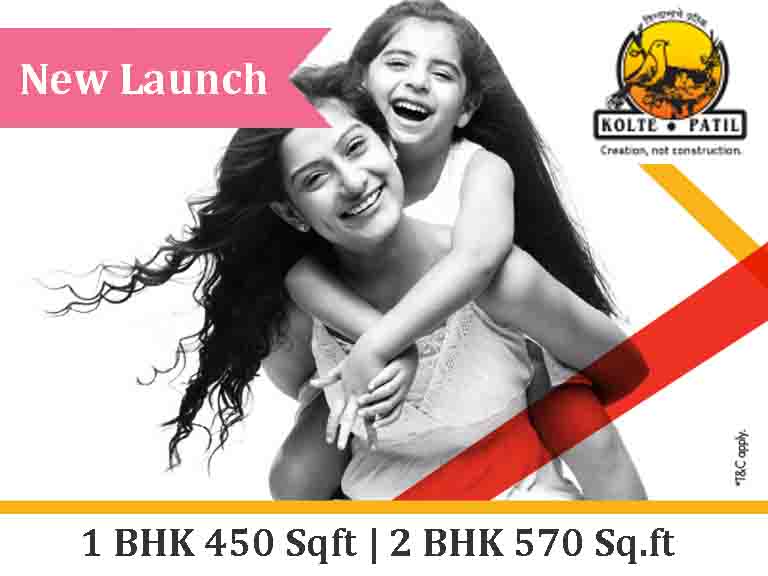 New Launch
KOLTE • PATIL
Creation, not construction.
*T&C apply.
1 BHK 450 Sqft | 2 BHK 570 Sq.ft